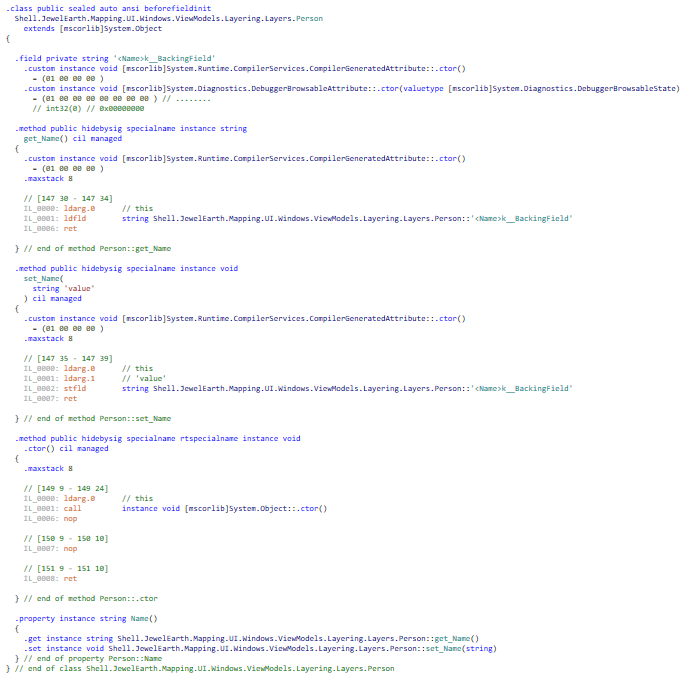 .class public sealed auto ansi beforefieldinit
Shell.JewelEarth.Mapping.UI.Windows.ViewModels.Layering.Layers.Person
extends [mscorlib]System.Object
{
.field private string '<Name>k__BackingField'
.custom instance void [mscorlib]System.Runtime.CompilerServices.CompilerGeneratedAttribute::.ctor()
= (01 00 00 00 )
.custom instance void [mscorlib]System.Diagnostics.DebuggerBrowsableAttribute::.ctor(valuetype [mscorlib]System.Diagnostics.DebuggerBrowsableState)
= (01 00 00 00 00 00 00 00 ) // ........
// int32(0) // 0x00000000
.method public hidebysig specialname instance string
get_Name() cil managed
{
.custom instance void [mscorlib]System.Runtime.CompilerServices.CompilerGeneratedAttribute::.ctor()
= (01 00 00 00 )
.maxstack 8
// [147 30 - 147 34]
IL_0000: ldarg.0 // this
IL_0001: ldfld string Shell.JewelEarth.Mapping.UI.Windows.ViewModels.Layering.Layers.Person::'<Name>k__BackingField'
IL_0006: ret
} // end of method Person::get_Name
.method public hidebysig specialname instance void
set_Name(
string 'value'
) cil managed
{
.custom instance void [mscorlib]System.Runtime.CompilerServices.CompilerGeneratedAttribute::.ctor()
= (01 00 00 00 )
.maxstack 8
// [147 35 - 147 39]
IL_0000: ldarg.0 // this
IL_0001: ldarg.1 // 'value'
IL_0002: stfld string Shell.JewelEarth.Mapping.UI.Windows.ViewModels.Layering.Layers.Person::'<Name>k__BackingField'
IL_0007: ret
} // end of method Person::set_Name
.method public hidebysig specialname rtspecialname instance void
.ctor() cil managed
{
.maxstack 8
// [149 9 - 149 24]
IL_0000: ldarg.0 // this
IL_0001: call instance void [mscorlib]System.Object::.ctor()
IL_0006: nop
// [150 9 - 150 10]
IL_0007: nop
// [151 9 - 151 10]
IL_0008: ret
} // end of method Person::.ctor
.property instance string Name()
{
.get instance string Shell.JewelEarth.Mapping.UI.Windows.ViewModels.Layering.Layers.Person::get_Name()
.set instance void Shell.JewelEarth.Mapping.UI.Windows.ViewModels.Layering.Layers.Person::set_Name(string)
} // end of property Person::Name
} // end of class Shell.JewelEarth.Mapping.UI.Windows.ViewModels.Layering.Layers.Person